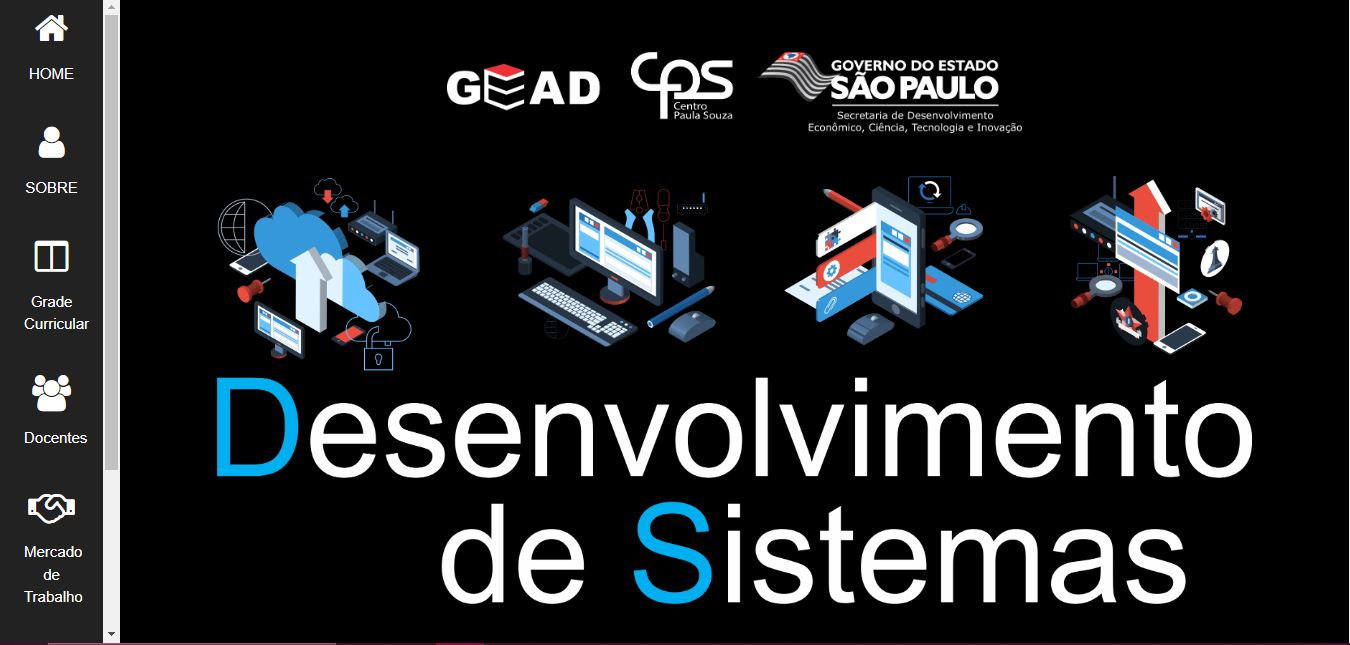 HOME
SOBRE
Grade
Curricular
Docentes
Mercado
de
Trabalho
GEAD
CPS
Centro
Paula Souza
GOVERNO DO ESTADO
SÃO PAULO
Secretaria de Desenvolvimento
Econômico, Ciência, Tecnologia e Inovação
Desenvolvimento
de Sistemas